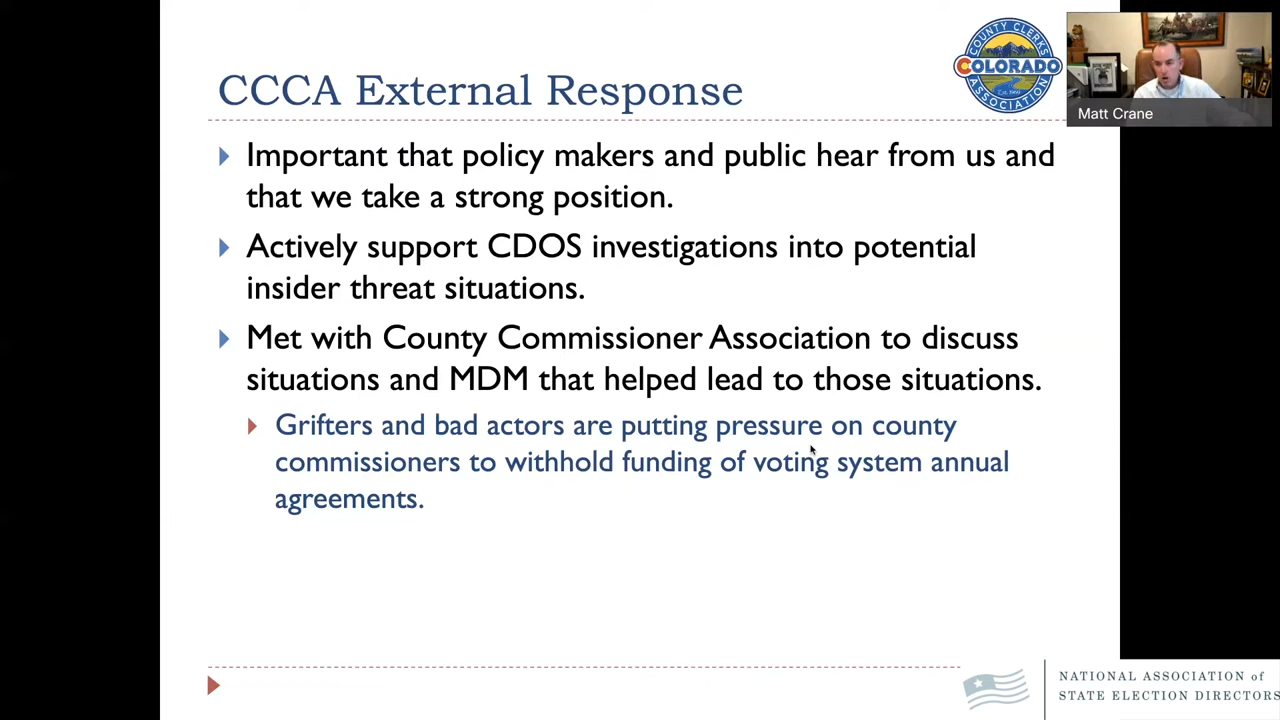 COUNTY CLERKS
COLORADO
ASSOCIATION
Matt Crane
CCCA External Response
Important that policy makers and public hear from us and
that we take a strong position.
Actively support CDOS investigations into potential
insider threat situations.
Met with County Commissioner Association to discuss
situations and MDM that helped lead to those situations.
Grifters and bad actors are putting pressure on county
commissioners to withhold funding of voting system annual
agreements.
NATIONAL ASSOCIATION of
STATE ELECTION DIRECTORS